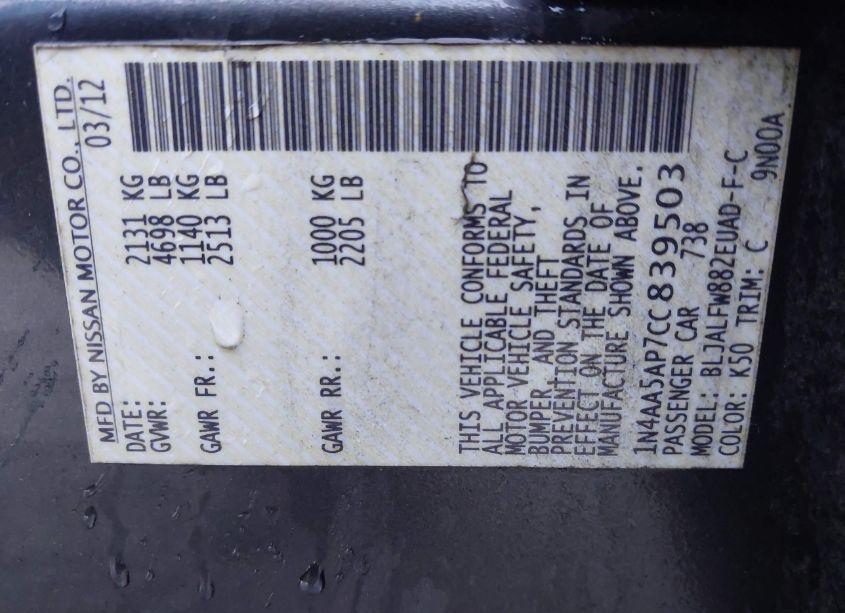 MFD BY NISSAN MOTOR CO., LTD.
DATE: 03/12
GVWR: 2131 KG
4698 LB
GAWR FR.: 1140 KG
2513 LB
GAWR RR.: 1000 KG
2205 LB
THIS VEHICLE CONFORMS TO
ALL APPLICABLE FEDERAL
MOTOR VEHICLE SAFETY,
BUMPER, AND THEFT
PREVENTION STANDARDS IN
EFFECT ON THE DATE OF
MANUFACTURE SHOWN ABOVE.
1N4AA5AP7CC839503
PASSENGER CAR 738
MODEL: BLJALFW882EUAD-F-C
COLOR: K50 TRIM: C 9N00A